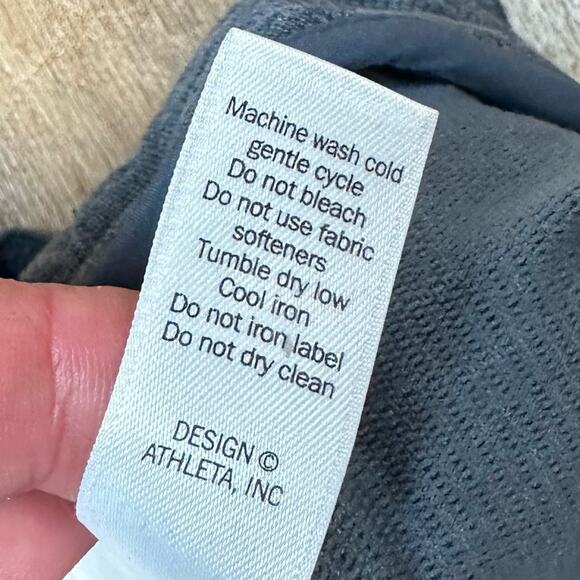 Machine wash cold
gentle cycle
Do not bleach
Do not use fabric
softeners
Tumble dry low
Cool iron
Do not iron label
Do not dry clean
DESIGN ©
ATHLETA, INC